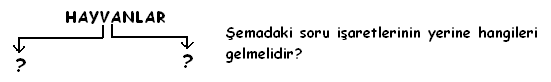 HAYVANLAR
?
?
Şemadaki soru işaretlerinin yerine hangileri
gelmelidir?